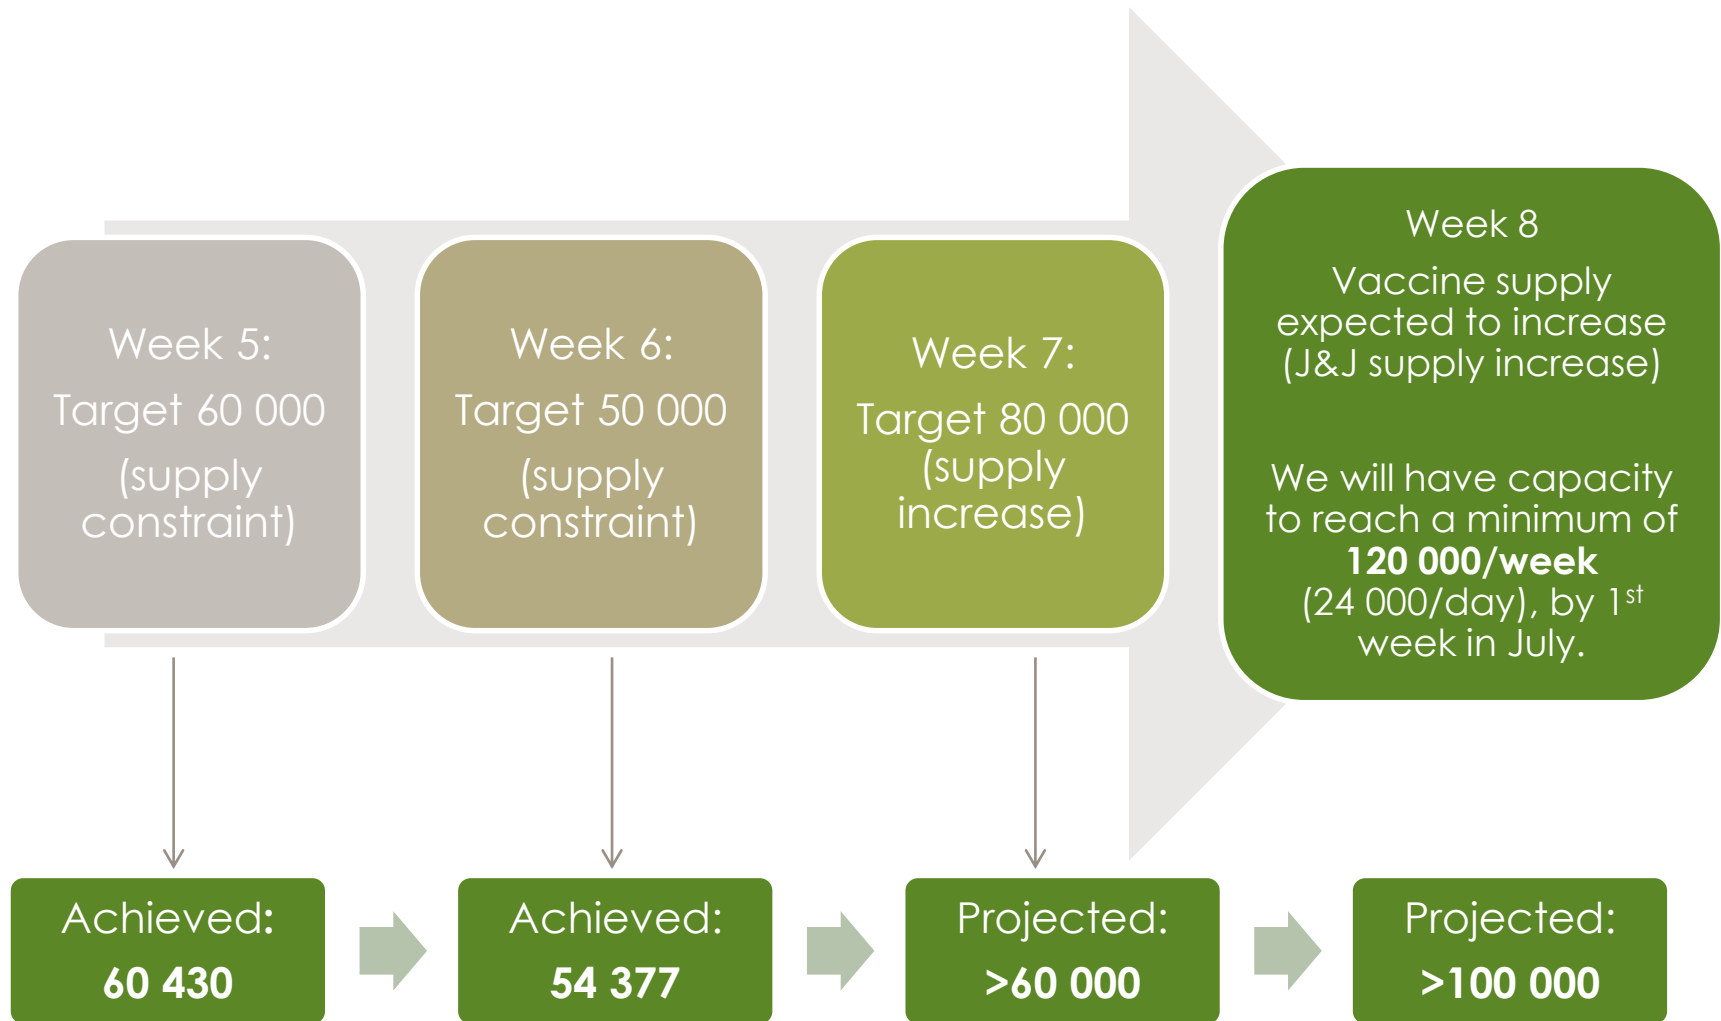 Week 5:
Target 60 000
(supply
constraint)
Week 6:
Target 50 000
(supply
constraint)
Week 7:
Target 80 000
(supply
increase)
Week 8
Vaccine supply
expected to increase
(J&J supply increase)
We will have capacity
to reach a minimum of
120 000/week
(24 000/day), by 1st
week in July.
Achieved:
60 430
Achieved:
54 377
Projected:
>60 000
Projected:
>100 000